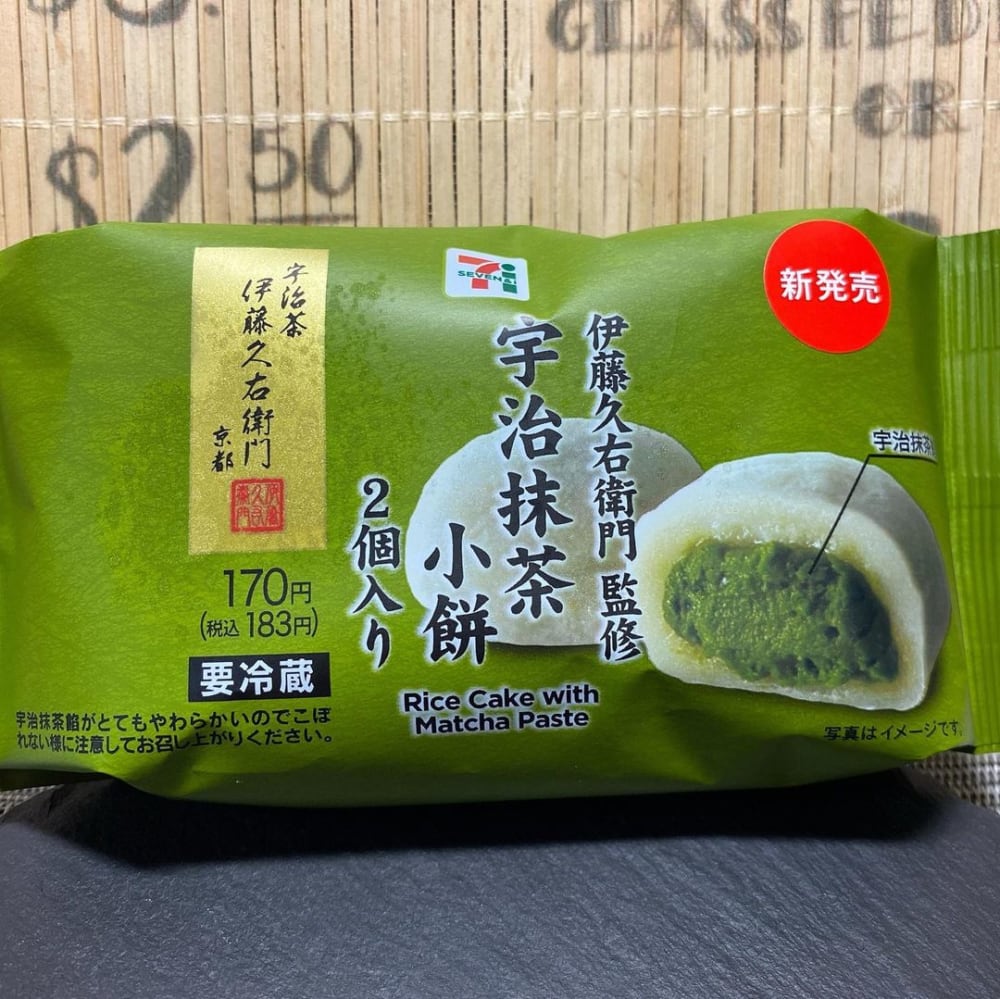 GLASSFED
OR
$2.50
宇治茶
伊藤久右衛門
京都
7i
SEVEN&i
新発売
伊藤久右衛門 監修
宇治抹茶
小餅
2個入り
宇治抹茶
170円
(税込 183円)
要冷蔵
宇治抹茶餡がとてもやわらかいのでこぼ
れない様に注意してお召し上がりください。
Rice Cake with
Matcha Paste
写真はイメージです。